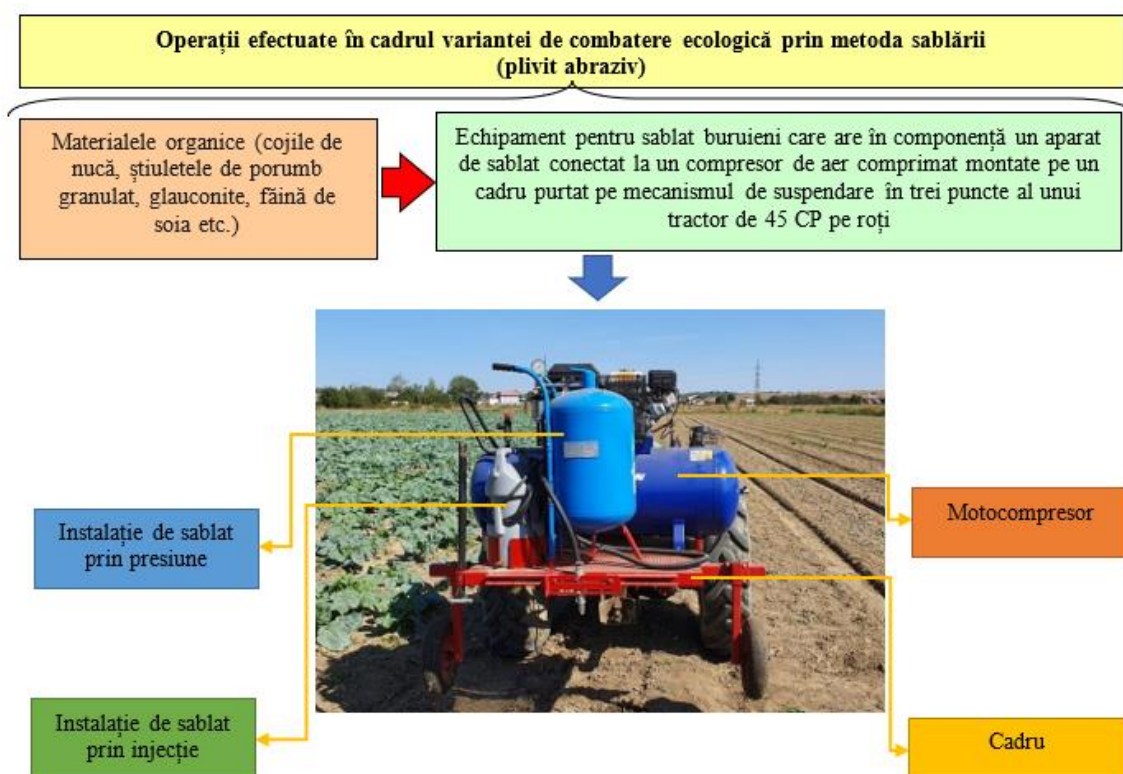 Operații efectuate în cadrul variantei de combatere ecologică prin metoda sablării
(plivit abraziv)
Materialele organice (cojile de
nucă, știuletele de porumb
granulat, glauconite, făină de
soia etc.)
Echipament pentru sablat buruieni care are în componență un aparat
de sablat conectat la un compresor de aer comprimat montate pe un
cadru purtat pe mecanismul de suspendare în trei puncte al unui
tractor de 45 CP pe roți
Instalație de sablat
prin presiune
Motocompresor
Instalație de sablat
prin injecție
Cadru